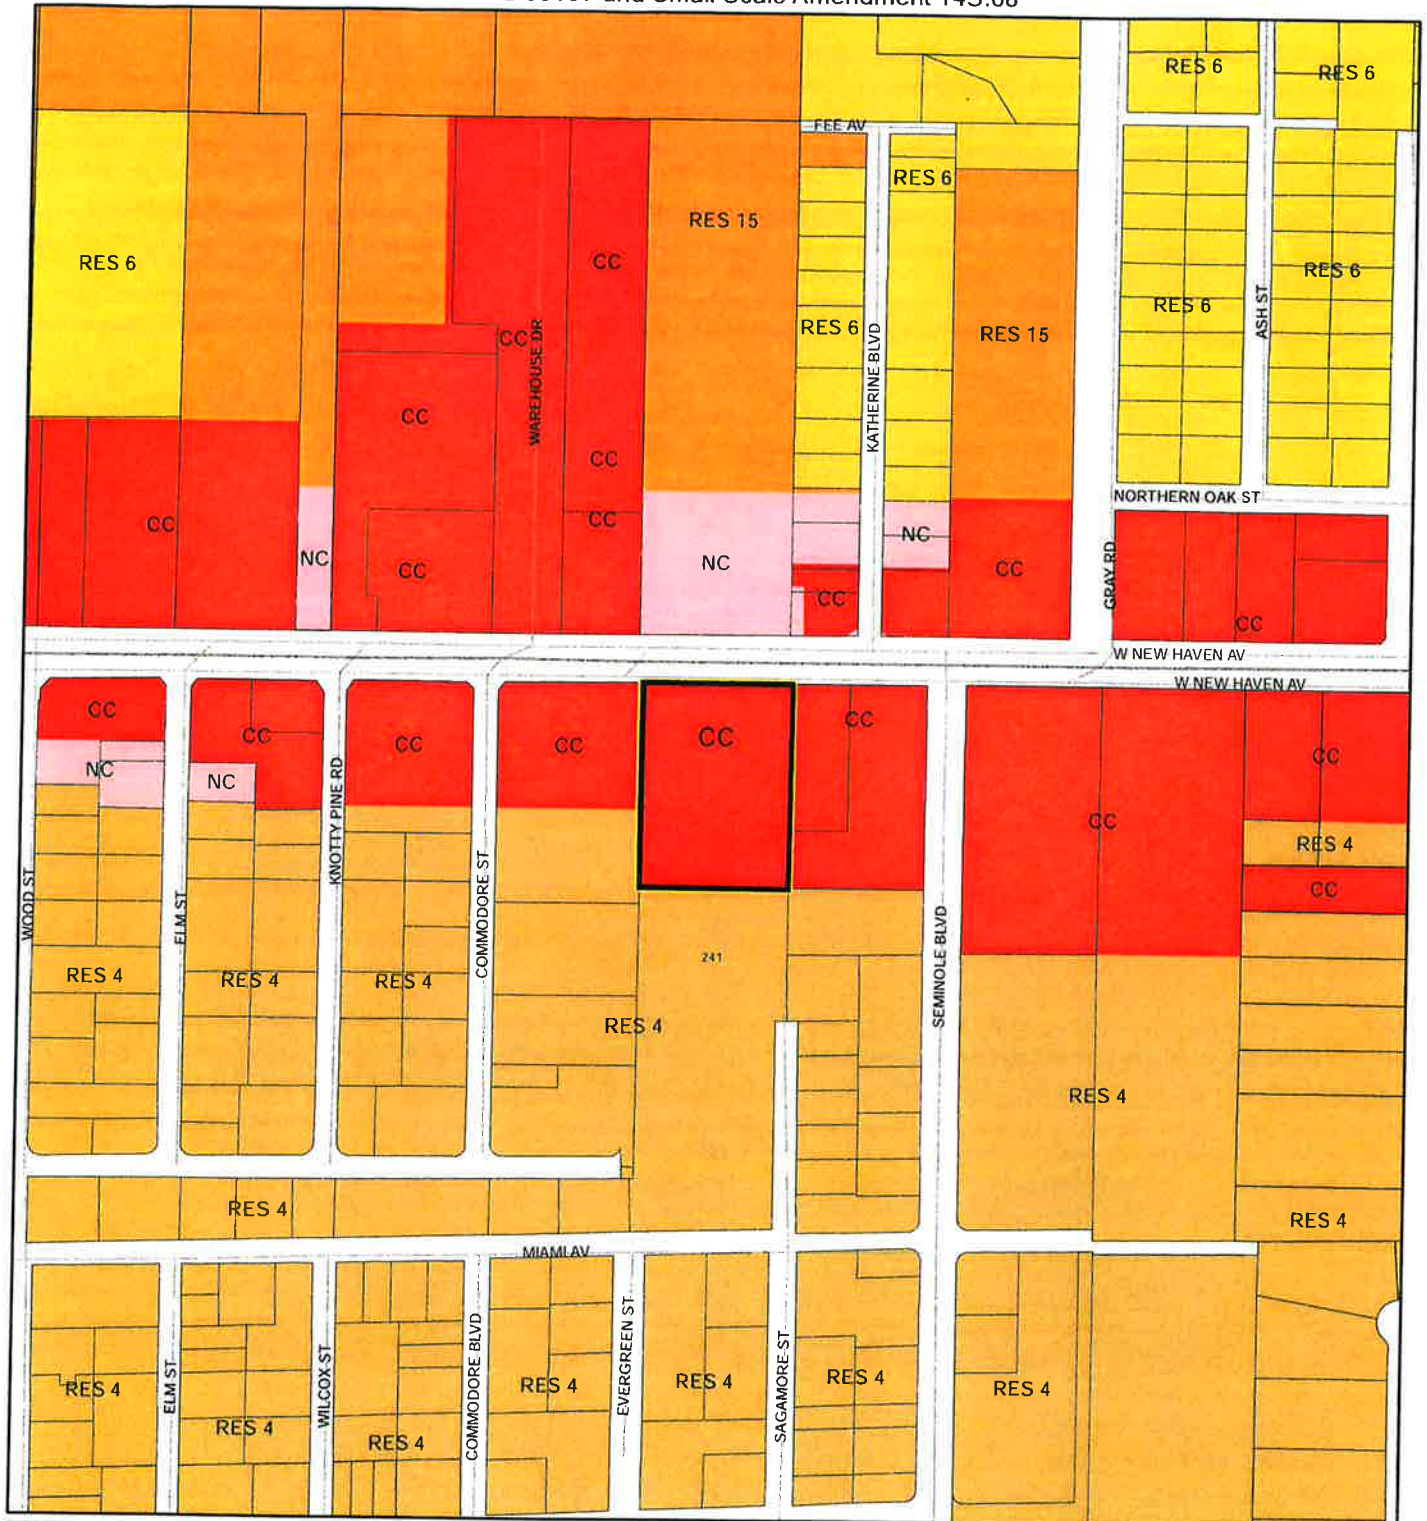 and Small Scale Amendment 14S.08
RES 6
RES 6
FEE AV
RES 6
RES 15
RES 6
CC
RES 6
RES 6
RES 6
RES 15
CC
WAREHOUSE DR
KATHERINE BLVD
ASH ST
CC
CC
NORTHERN OAK ST
CC
CC
NC
NC
NC
CC
CC
GRAY RD
CC
CC
W NEW HAVEN AV
W NEW HAVEN AV
CC
CC
CC
CC
CC
CC
CC
NC
NC
KNOTTY PINE RD
CC
RES 4
CC
WOOD ST
ELM ST
COMMODORE ST
SEMINOLE BLVD
241
RES 4
RES 4
RES 4
RES 4
RES 4
RES 4
RES 4
MIAMI AV
RES 4
ELM ST
RES 4
WILCOX ST
RES 4
COMMODORE BLVD
RES 4
EVERGREEN ST
RES 4
SAGAMORE ST
RES 4
RES 4